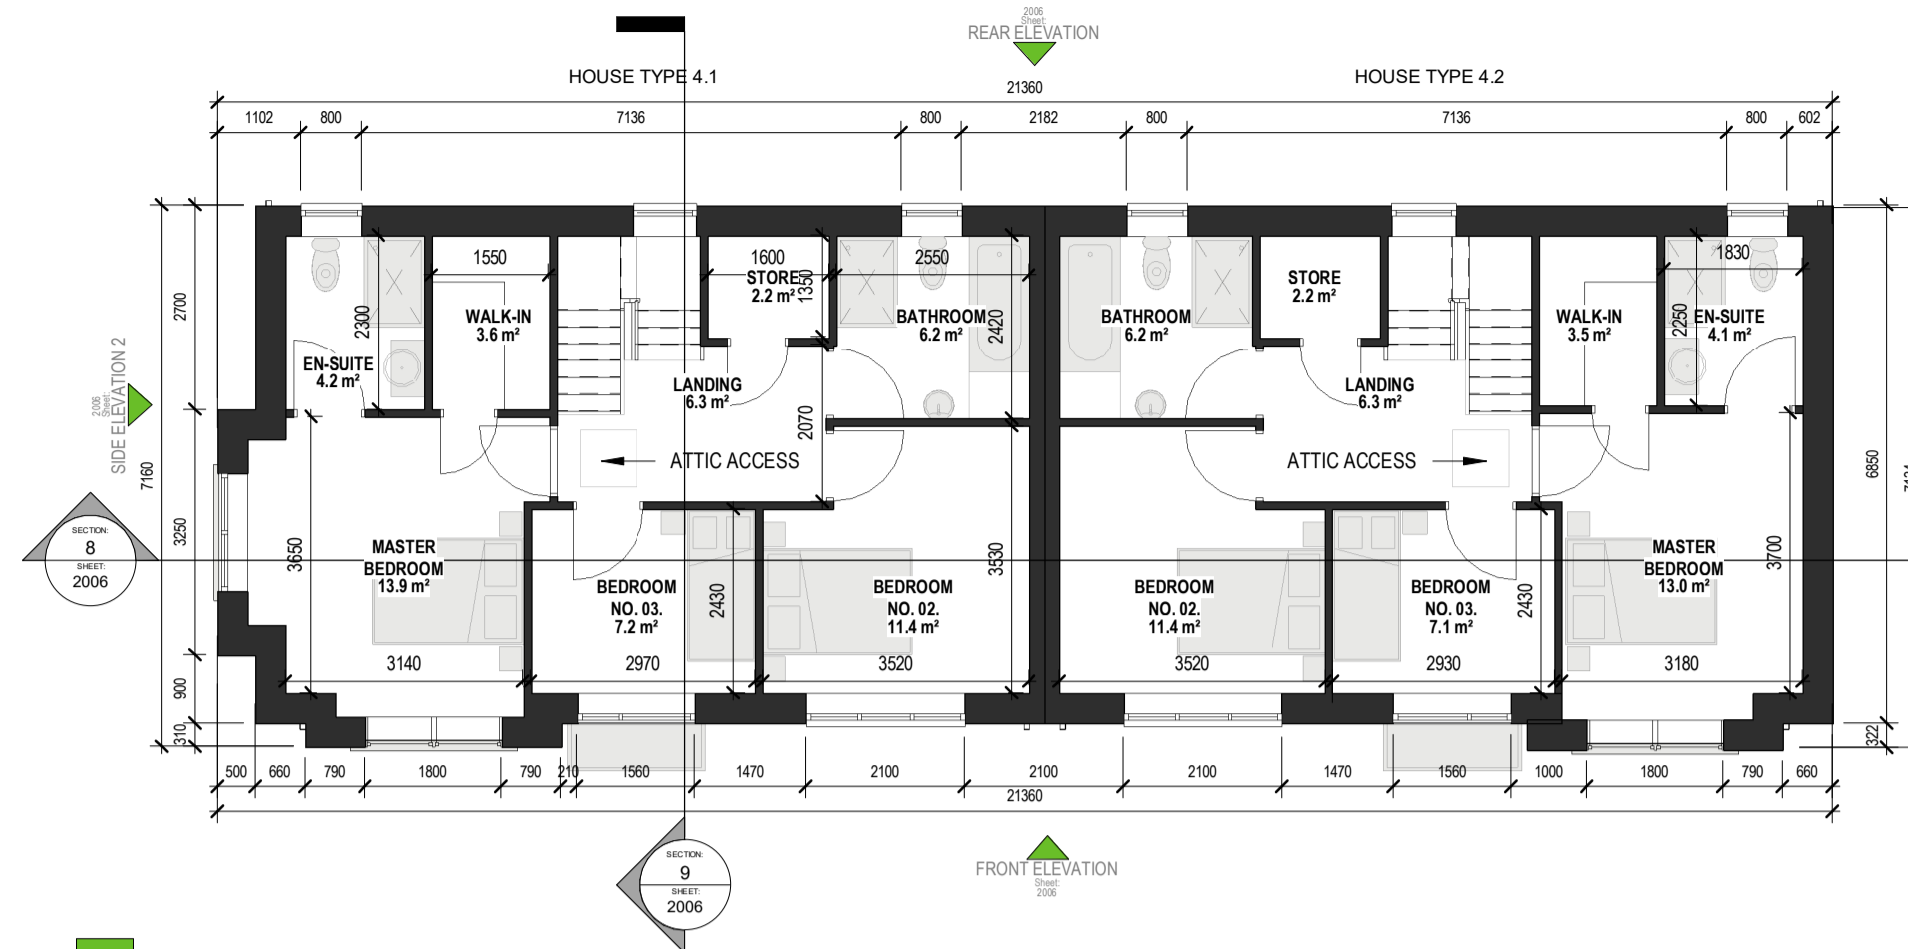 2006
Sheet:
REAR ELEVATION
HOUSE TYPE 4.1
HOUSE TYPE 4.2
21360
1102
800
7136
800
2182
800
7136
800
602
2700
3250
900
310
7160
2006
Sheet:
SIDE ELEVATION 2
SECTION:
8
SHEET:
2006
2300
EN-SUITE
4.2 m²
1550
WALK-IN
3.6 m²
1600
STORE
2.2 m²
1350
2550
BATHROOM
6.2 m²
2420
LANDING
6.3 m²
2070
ATTIC ACCESS
3650
MASTER
BEDROOM
13.9 m²
3140
BEDROOM
NO. 03.
7.2 m²
2430
2970
BEDROOM
NO. 02.
11.4 m²
3530
3520
BATHROOM
6.2 m²
STORE
2.2 m²
LANDING
6.3 m²
ATTIC ACCESS
WALK-IN
3.5 m²
1830
2250
EN-SUITE
4.1 m²
BEDROOM
NO. 02.
11.4 m²
3520
BEDROOM
NO. 03.
7.1 m²
2430
2930
MASTER
BEDROOM
13.0 m²
3700
3180
6850
322
500
660
790
1800
790
210
1560
1470
2100
2100
2100
1470
1560
1000
1800
790
660
21360
SECTION:
9
SHEET:
2006
FRONT ELEVATION
Sheet:
2006